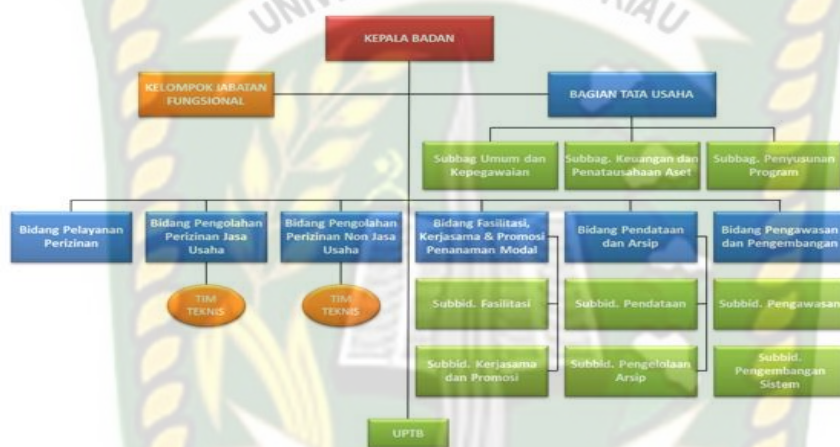 UNIV
RIAU
KEPALA BADAN
KELOMPOK JABATAN
FUNGSIONAL
BAGIAN TATA USAHA
Subbag Umum dan
Kepegawaian
Subbag. Keuangan dan
Penatausahaan Aset
Subbag. Penyusunan
Program
Bidang Pelayanan
Perizinan
Bidang Pengolahan
Perizinan Jasa
Usaha
Bidang Pengolahan
Perizinan Non Jasa
Usaha
Bidang Fasilitasi,
Kerjasama & Promosi
Penanaman Modal
Bidang Pendataan
dan Arsip
Bidang Pengawasan
dan Pengembangan
TIM
TEKNIS
TIM
TEKNIS
Subbid. Fasilitasi
Subbid. Pendataan
Subbid. Pengawasan
Subbid. Kerjasama
dan Promosi
Subbid. Pengelolaan
Arsip
Subbid.
Pengembangan
Sistem
UPTB